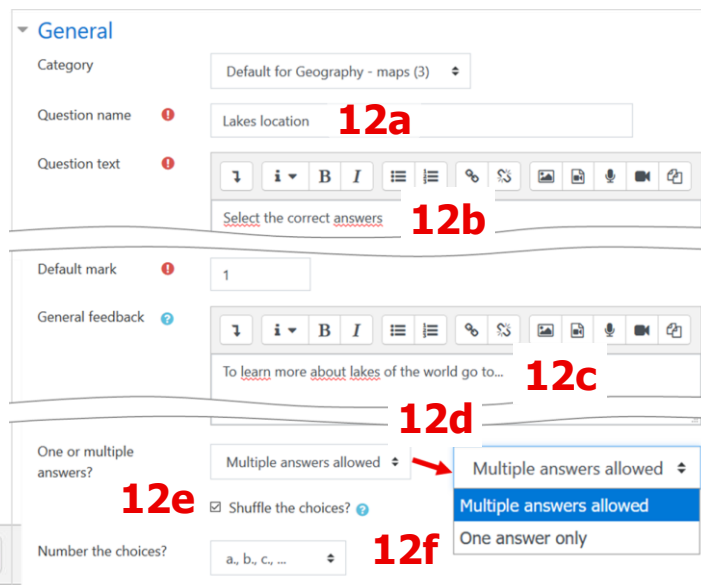 General
Category
Default for Geography - maps (3)
Question name
Lakes location
12a
Question text
B I
Select the correct answers
12b
Default mark
1
General feedback
B I
To learn more about lakes of the world go to...
12c
12d
One or multiple answers?
Multiple answers allowed
Multiple answers allowed
Multiple answers allowed
One answer only
12e
Shuffle the choices?
12f
Number the choices?
a., b., c., ...